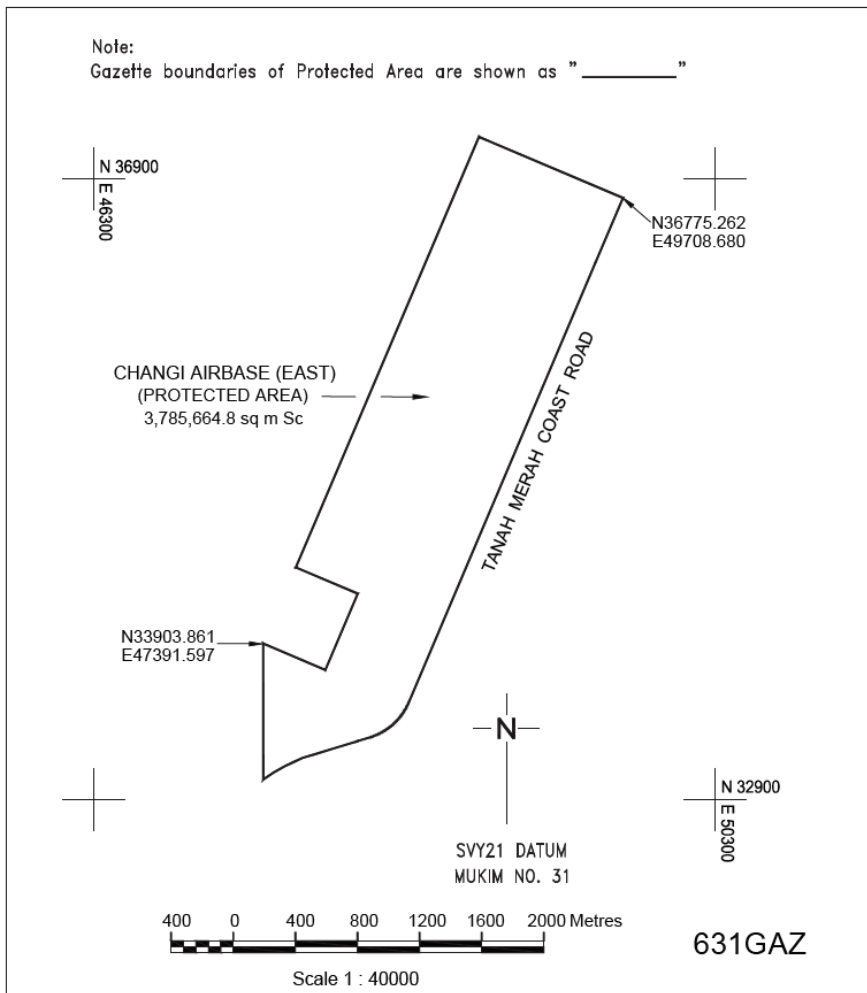 Note:
Gazette boundaries of Protected Area are shown as "__________"
N 36900
E 46300
N36775.262
E49708.680
CHANGI AIRBASE (EAST)
(PROTECTED AREA)
3,785,664.8 sq m Sc
TANAH MERAH COAST ROAD
N33903.861
E47391.597
N
N 32900
E 50300
SVY21 DATUM
MUKIM NO. 31
400 0 400 800 1200 1600 2000 Metres
Scale 1 : 40000
631GAZ